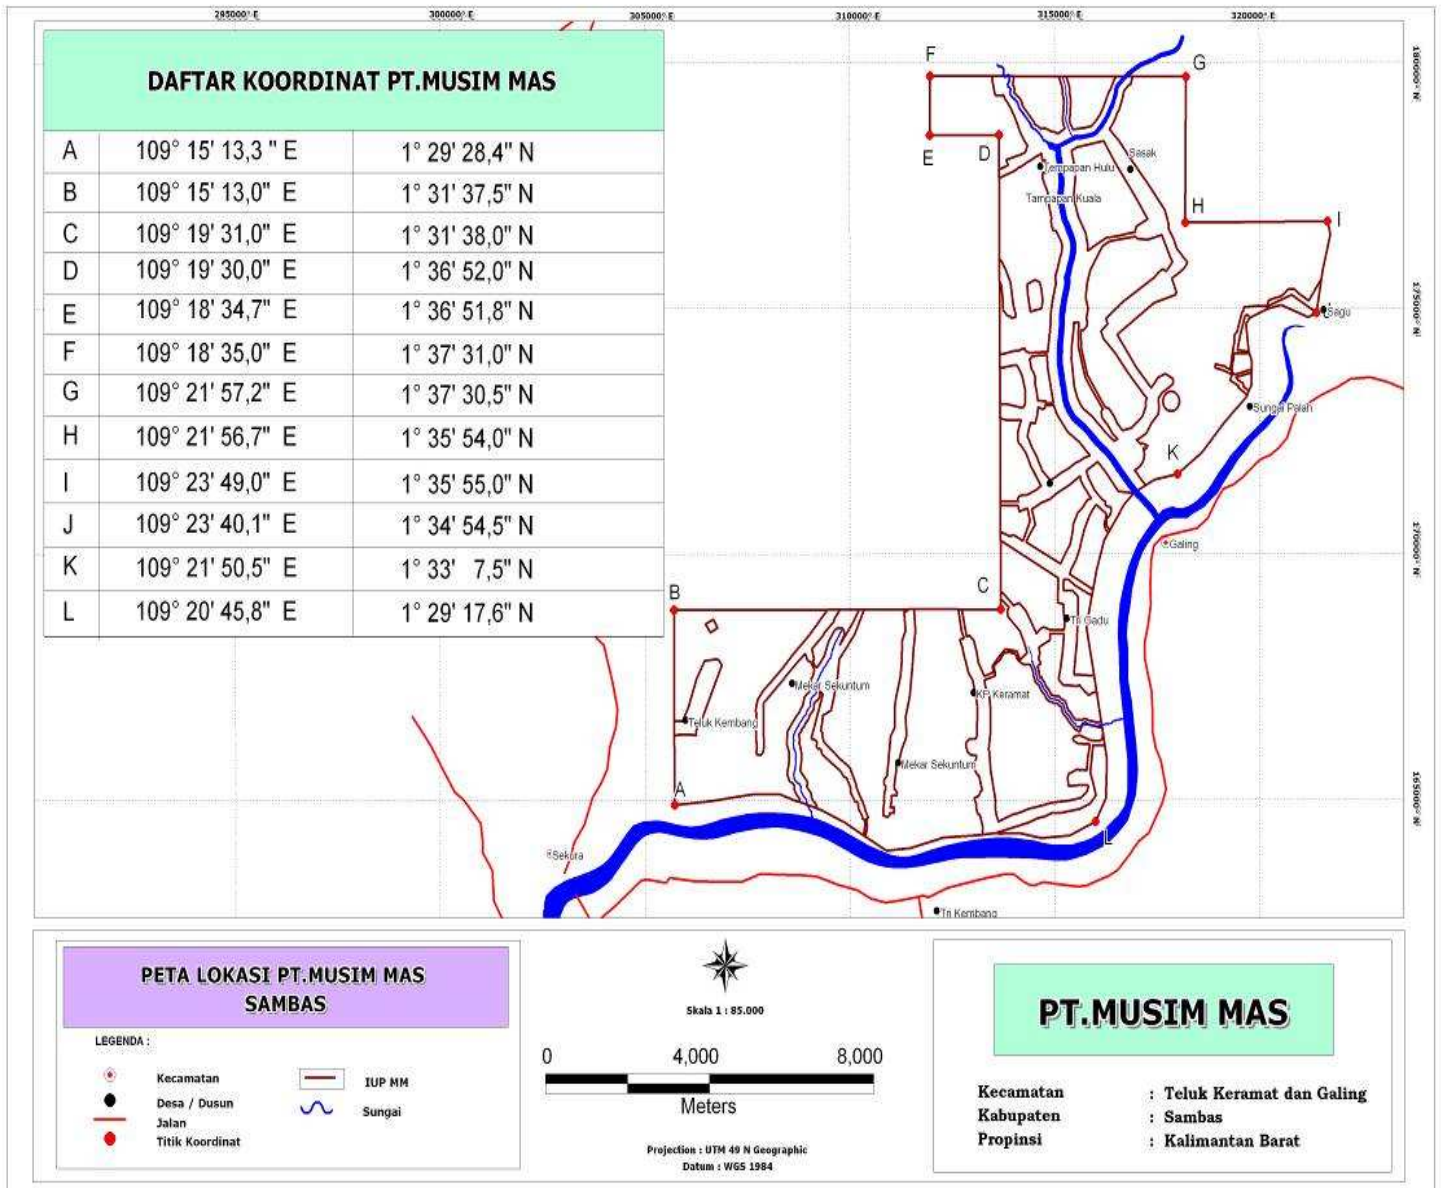 295000° E 300000° E 305000° E 310000° E 315000° E 320000° E
DAFTAR KOORDINAT PT.MUSIM MAS
A 109° 15' 13,3 " E 1° 29' 28,4" N
B 109° 15' 13,0" E 1° 31' 37,5" N
C 109° 19' 31,0" E 1° 31' 38,0" N
D 109° 19' 30,0" E 1° 36' 52,0" N
E 109° 18' 34,7" E 1° 36' 51,8" N
F 109° 18' 35,0" E 1° 37' 31,0" N
G 109° 21' 57,2" E 1° 37' 30,5" N
H 109° 21' 56,7" E 1° 35' 54,0" N
I 109° 23' 49,0" E 1° 35' 55,0" N
J 109° 23' 40,1" E 1° 34' 54,5" N
K 109° 21' 50,5" E 1° 33' 7,5" N
L 109° 20' 45,8" E 1° 29' 17,6" N
F
G
180000° N
E
D
Sasak
Tempapan Hulu
Tampapan Kuala
H
I
175000° N
Sagu
Sungai Palah
K
Galing
170000° N
B
C
Tri Gadu
Mekar Sekuntum
KP Keramat
Teluk Kembang
Mekar Sekuntum
A
165000° N
L
Sekura
Tri Kembang
PETA LOKASI PT.MUSIM MAS
SAMBAS
LEGENDA :
Kecamatan
Desa / Dusun
Jalan
Titik Koordinat
IUP MM
Sungai
Skala 1 : 85.000
0 4,000 8,000
Meters
Projection : UTM 49 N Geographic
Datum : WGS 1984
PT.MUSIM MAS
Kecamatan : Teluk Keramat dan Galing
Kabupaten : Sambas
Propinsi : Kalimantan Barat